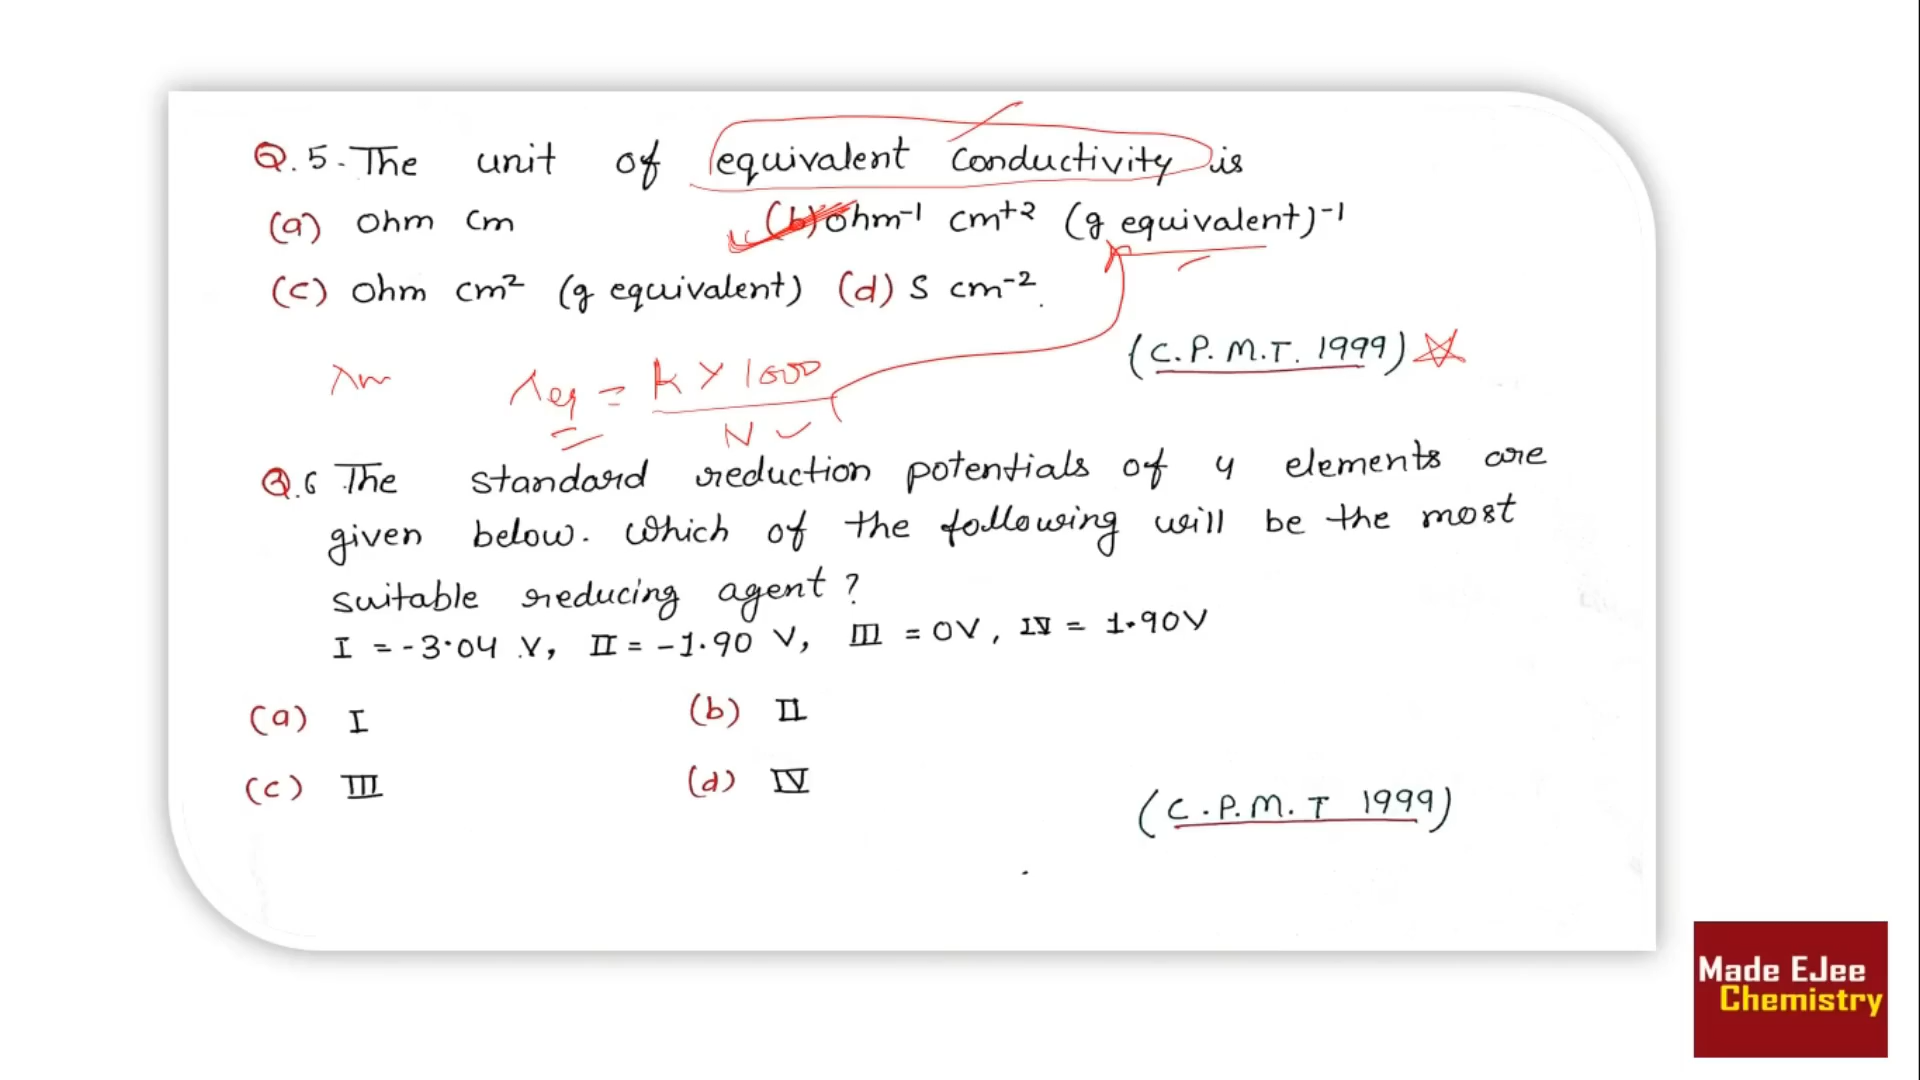 Q.5. The unit of equivalent conductivity is
(a) Ohm Cm (b) ohm⁻¹ cm⁺² (g equivalent)⁻¹
(c) Ohm cm² (g equivalent) (d) S cm⁻².
(C.P.M.T. 1999)
λm λeq = k × 1000
N
Q.6 The standard reduction potentials of 4 elements are
given below. Which of the following will be the most
suitable reducing agent?
I = -3.04 V, II = -1.90 V, III = 0V, IV = 1.90V
(a) I (b) II
(c) III (d) IV
(C.P.M.T 1999)
Made EJee
Chemistry